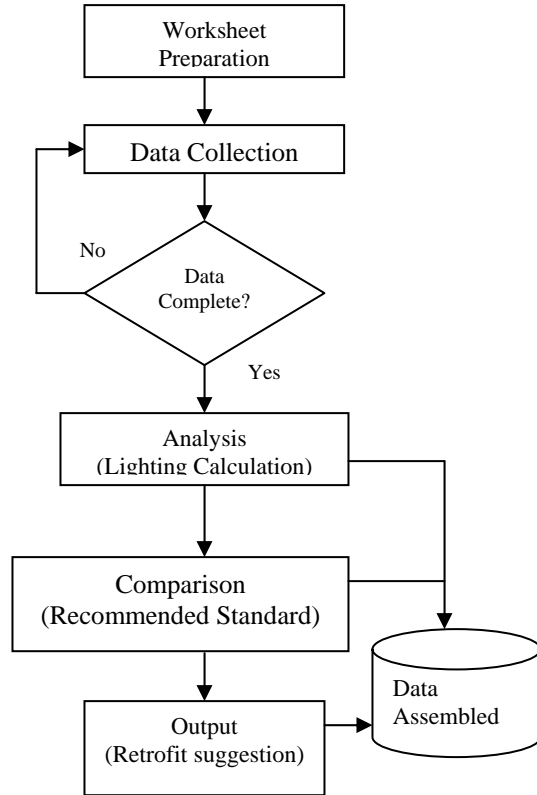 Worksheet
Preparation
Data Collection
No
Data
Complete?
Yes
Analysis
(Lighting Calculation)
Comparison
(Recommended Standard)
Data
Assembled
Output
(Retrofit suggestion)